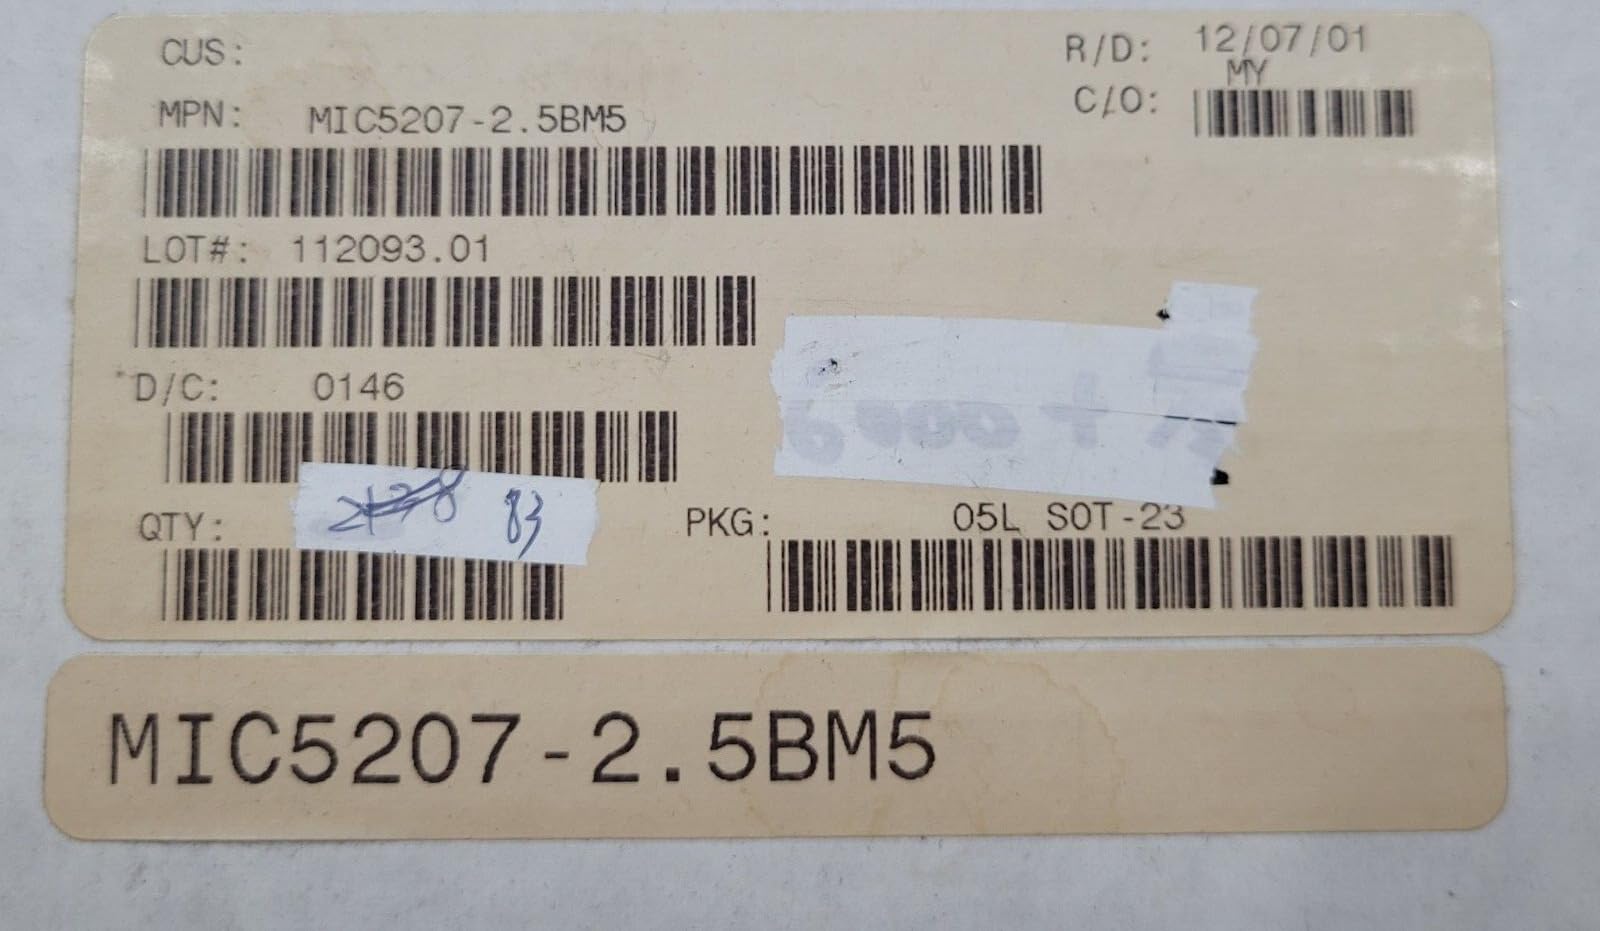 CUS:
R/D: 12/07/01
MY
C/O:
MPN: MIC5207-2.5BM5
LOT#: 112093.01
D/C: 0146
QTY: 83
PKG: 05L SOT-23
MIC5207-2.5BM5